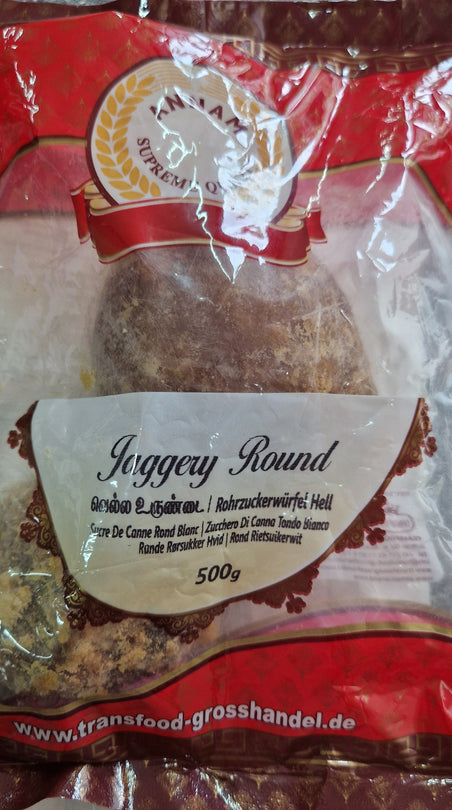 ANNAM
SUPREME
Jaggery Round
வெல்ல உருண்டை | Rohrzuckerwürfel Hell
Sucre De Canne Rond Blanc | Zucchero Di Canna Tondo Bianco
Runde Rørsukker Hvid | Rond Rietsuikerwit
500g
www.transfood-grosshandel.de